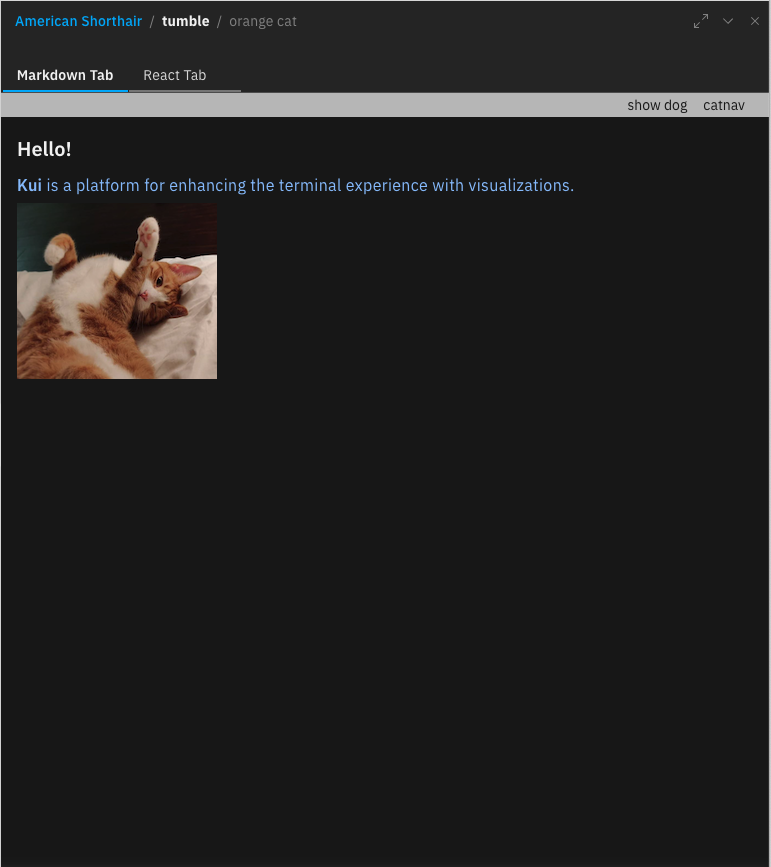 American Shorthair / tumble / orange cat
Markdown Tab React Tab
show dog catnav
Hello!
Kui is a platform for enhancing the terminal experience with visualizations.